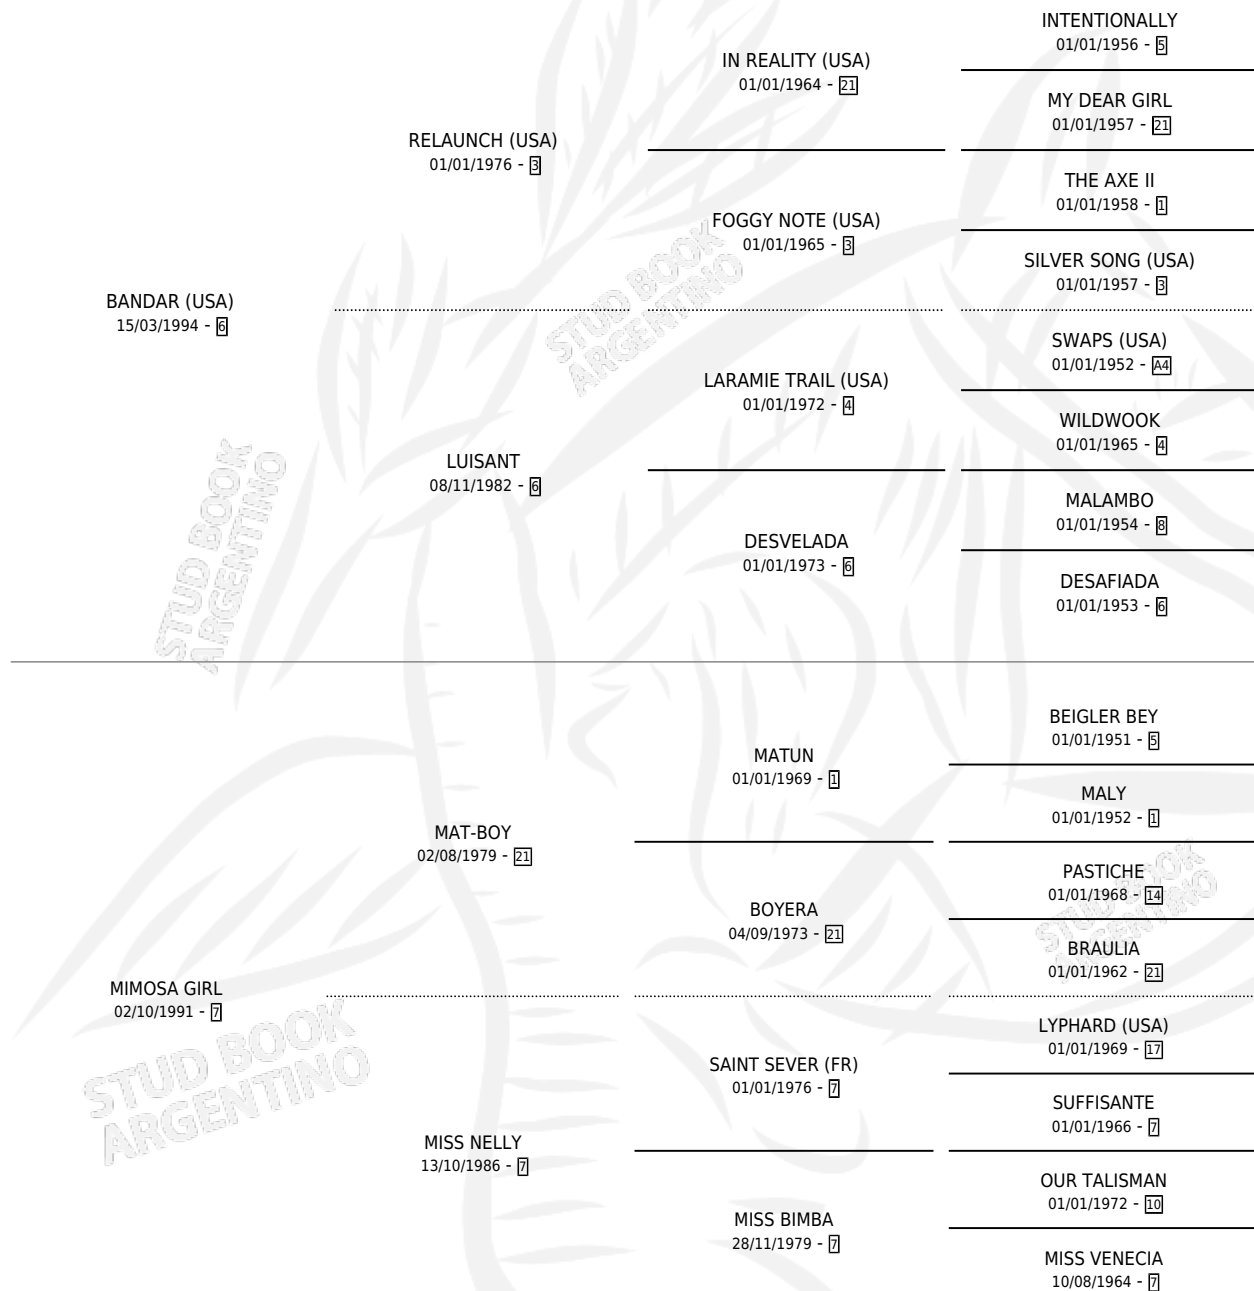 INTENTIONALLY
01/01/1956 - 5
IN REALITY (USA)
01/01/1964 - 21
MY DEAR GIRL
01/01/1957 - 21
RELAUNCH (USA)
01/01/1976 - 3
THE AXE II
01/01/1958 - 1
FOGGY NOTE (USA)
01/01/1965 - 3
SILVER SONG (USA)
01/01/1957 - 3
BANDAR (USA)
15/03/1994 - 6
STUD BOOK
ARGENTINO
SWAPS (USA)
01/01/1952 - A4
LARAMIE TRAIL (USA)
01/01/1972 - 4
WILDWOOK
01/01/1965 - 4
LUISANT
08/11/1982 - 6
MALAMBO
01/01/1954 - 8
DESVELADA
01/01/1973 - 6
DESAFIADA
01/01/1953 - 6
STUD BOOK
ARGENTINO
BEIGLER BEY
01/01/1951 - 5
MATUN
01/01/1969 - 1
MALY
01/01/1952 - 1
MAT-BOY
02/08/1979 - 21
PASTICHE
01/01/1968 - 14
BOYERA
04/09/1973 - 21
STUD BOOK
ARGENTINO
BRAULIA
01/01/1962 - 21
MIMOSA GIRL
02/10/1991 - 7
STUD BOOK
ARGENTINO
LYPHARD (USA)
01/01/1969 - 17
SAINT SEVER (FR)
01/01/1976 - 7
SUFFISANTE
01/01/1966 - 7
MISS NELLY
13/10/1986 - 7
OUR TALISMAN
01/01/1972 - 10
MISS BIMBA
28/11/1979 - 7
MISS VENECIA
10/08/1964 - 7